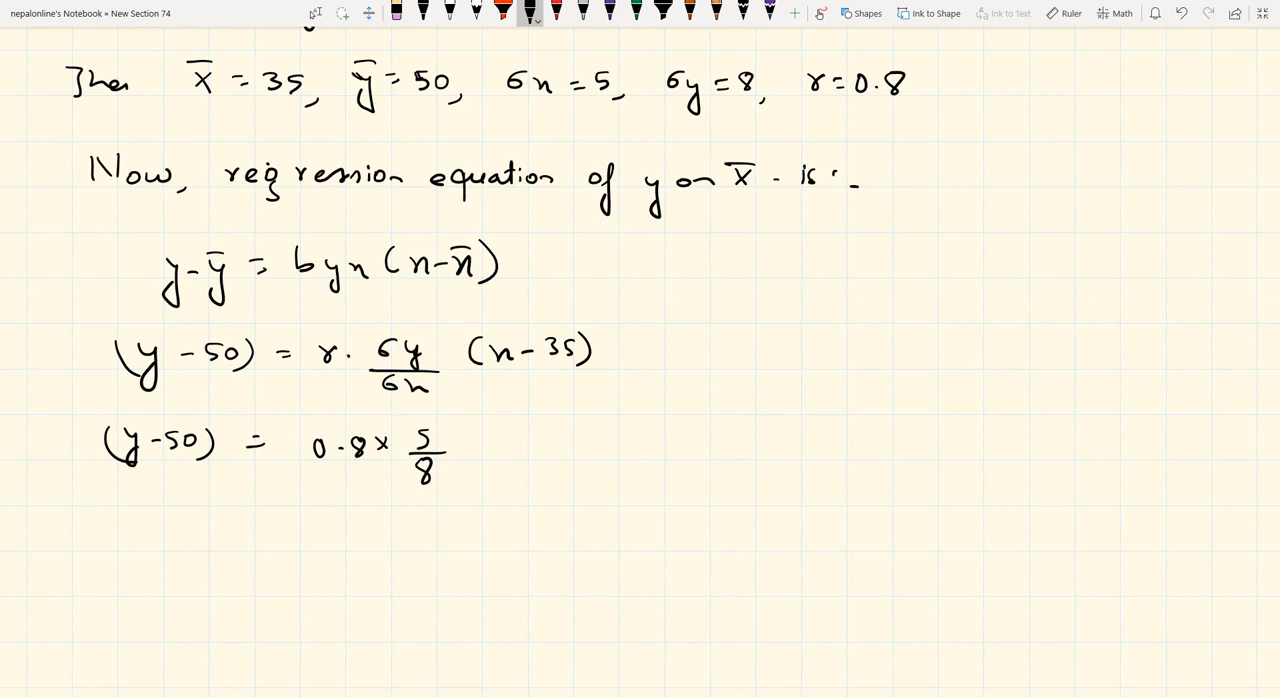 nepalonline's Notebook » New Section 74
Shapes Ink to Shape Ink to Text Ruler Math
Then x̅ = 35, y̅ = 50, σx = 5, σy = 8, r = 0.8
Now, regression equation of y on x̅ - is :-
y - y̅ = byx (x - x̅)
(y - 50) = r. σy/σx (x - 35)
(y - 50) = 0.8 × 5/8